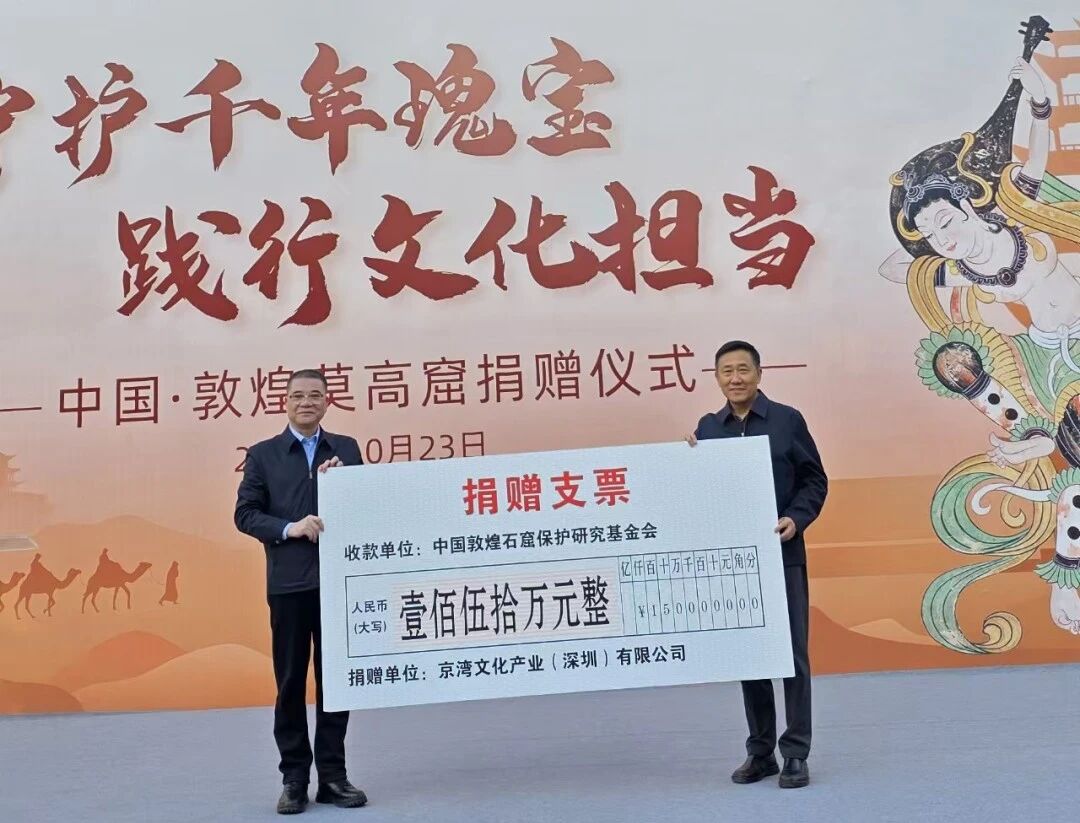 护千年瑰宝
践行文化担当
中国·敦煌莫高窟捐赠仪式
0月23日
捐赠支票
收款单位：中国敦煌石窟保护研究基金会
人民币
(大写)
壹佰伍拾万元整
亿仟百十万千百十元角分
¥150000000
捐赠单位：京湾文化产业（深圳）有限公司